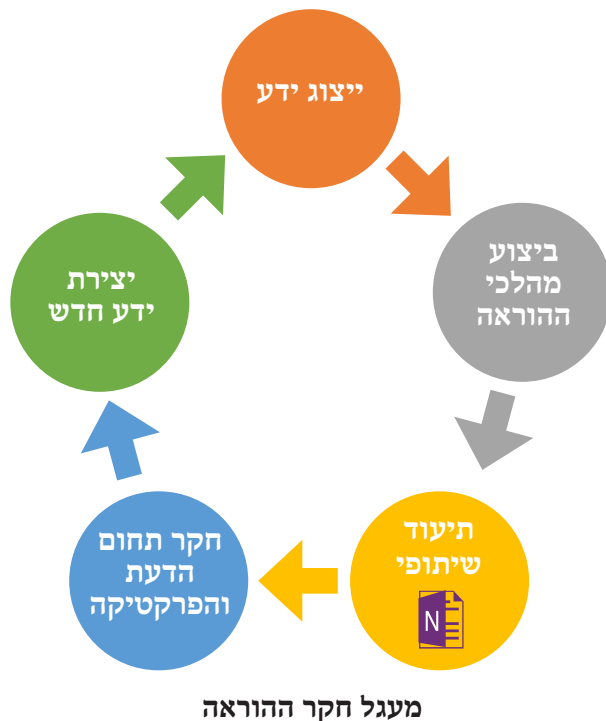 ייצוג ידע
ביצוע
מהלכי
ההוראה
תיעוד
שיתופי
N
חקר תחום
הדעת
והפרקטיקה
יצירת
ידע חדש
מעגל חקר ההוראה